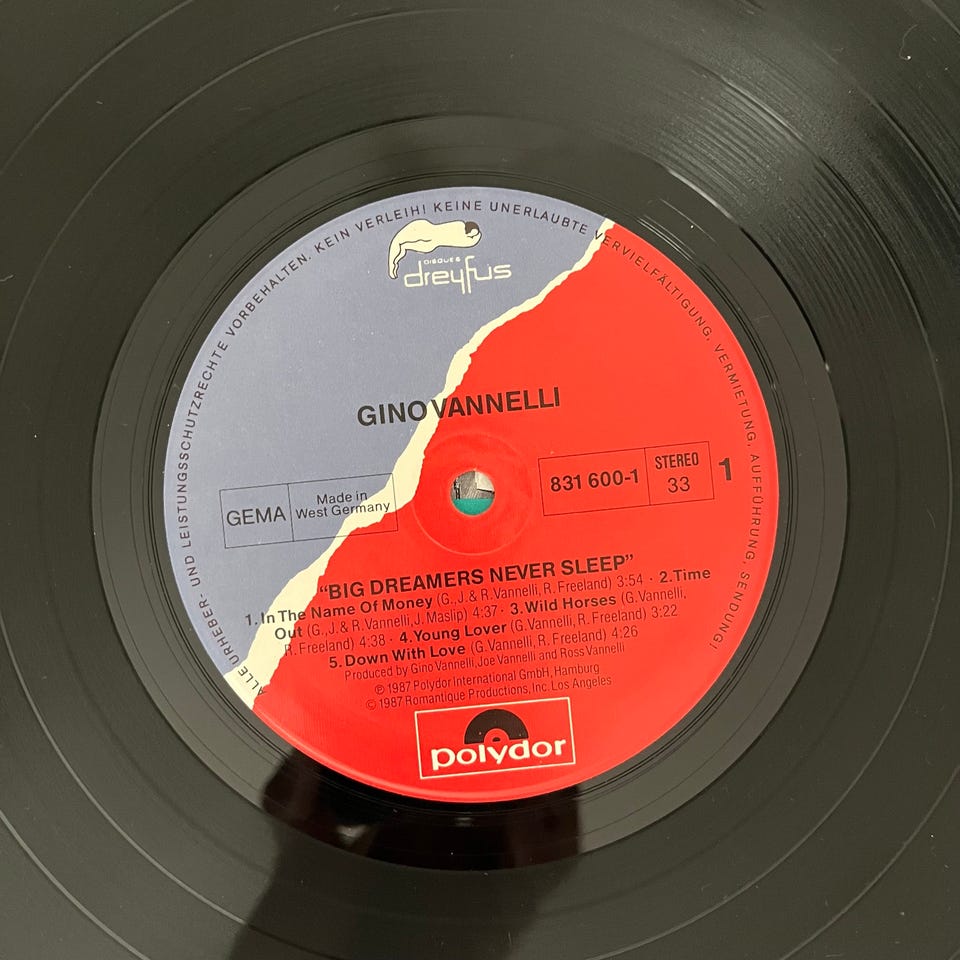 ALLE URHEBER- UND LEISTUNGSSCHUTZRECHTE VORBEHALTEN. KEIN VERLEIH! KEINE UNERLAUBTE VERVIELFÄLTIGUNG, VERMIETUNG, AUFFÜHRUNG, SENDUNG!
DISQUES
dreyfus
GINO VANNELLI
GEMA
Made in
West Germany
831 600-1
STEREO
33
1
“BIG DREAMERS NEVER SLEEP”
1. In The Name Of Money (G., J. & R. Vannelli, R. Freeland) 3:54 · 2. Time
Out (G., J. & R. Vannelli, J. Maslip) 4:37 · 3. Wild Horses (G. Vannelli,
R. Freeland) 4:38 · 4. Young Lover (G. Vannelli, R. Freeland) 3:22
5. Down With Love (G. Vannelli, R. Freeland) 4:26
Produced by Gino Vannelli, Joe Vannelli and Ross Vannelli
℗ 1987 Polydor International GmbH, Hamburg
© 1987 Romantique Productions, Inc. Los Angeles
polydor